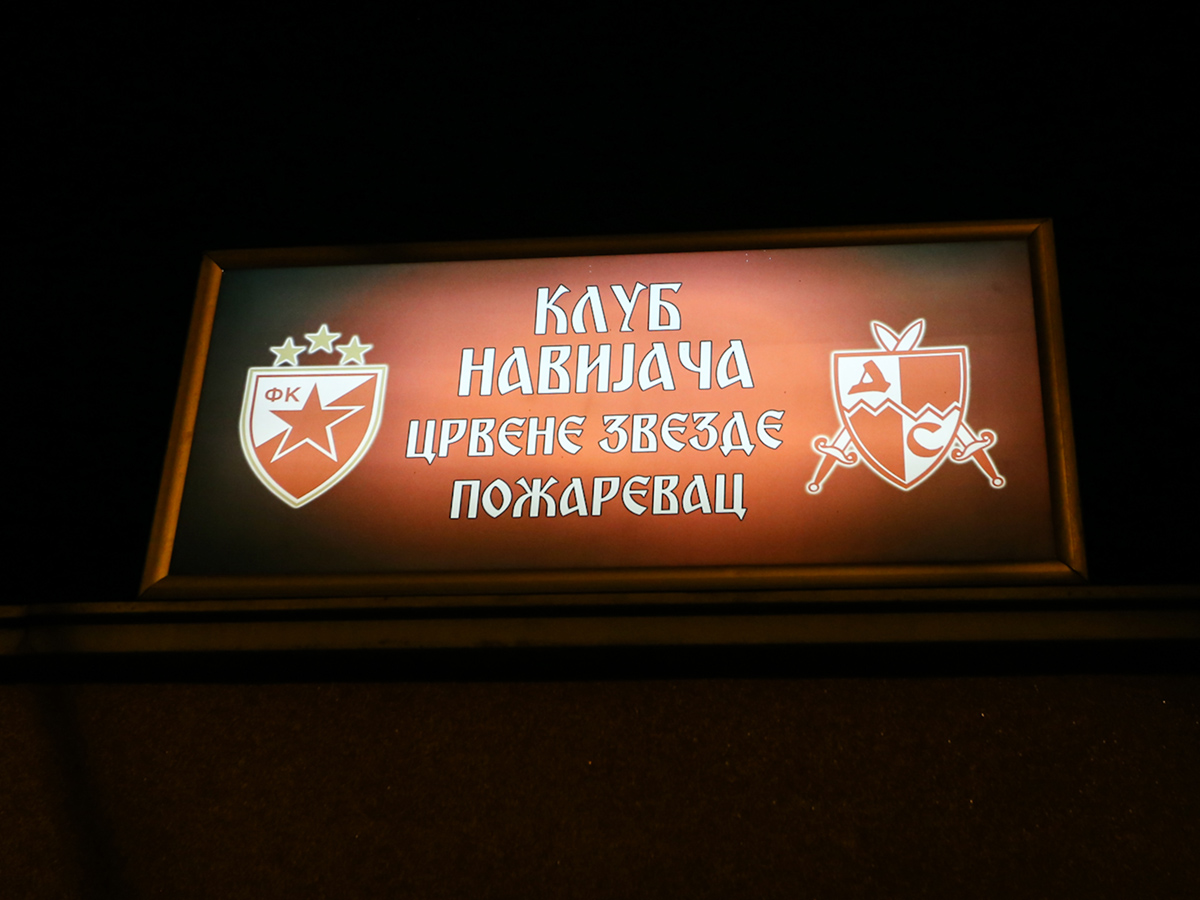 КЛУБ
НАВИЈАЧА
ЦРВЕНЕ ЗВЕЗДЕ
ПОЖАРЕВАЦ
ФК
Д
С